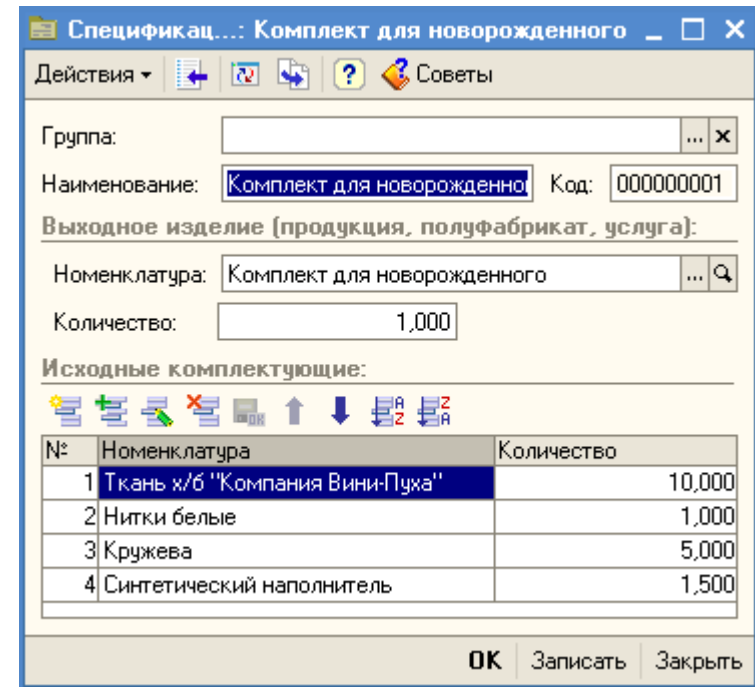 Спецификац...: Комплект для новорожденного
Действия Советы
Группа: ...
Наименование: Комплект для новорожденног Код: 000000001
Выходное изделие (продукция, полуфабрикат, услуга):
Номенклатура: Комплект для новорожденного ...
Количество: 1,000
Исходные комплектующие:
№ Номенклатура Количество
1 Ткань х/б "Компания Вини-Пуха" 10,000
2 Нитки белые 1,000
3 Кружева 5,000
4 Синтетический наполнитель 1,500
OK Записать Закрыть